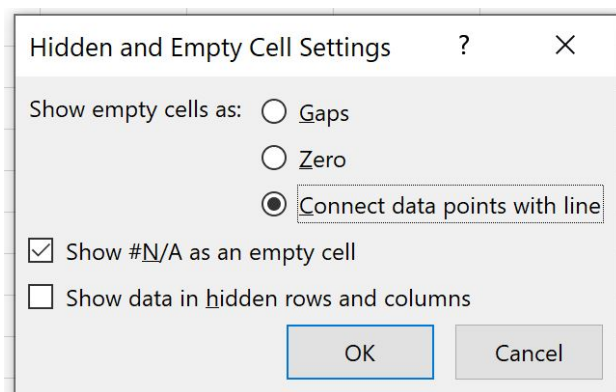 Hidden and Empty Cell Settings ?
Show empty cells as: Gaps
Zero
Connect data points with line
Show #N/A as an empty cell
Show data in hidden rows and columns
OK Cancel